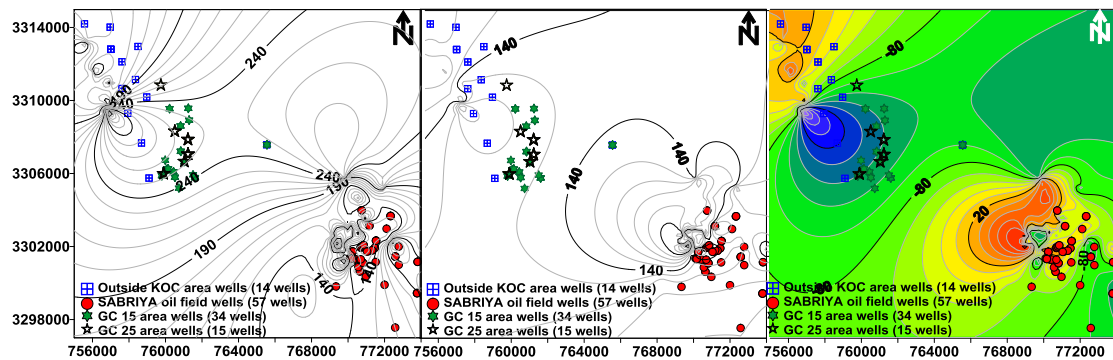 3314000
3310000
3306000
3302000
3298000
N
240
190
240
240
240
190
190
140
140
Outside KOC area wells (14 wells)
SABRIYA oil field wells (57 wells)
GC 15 area wells (34 wells)
GC 25 area wells (15 wells)
756000 760000 764000 768000 772000
N
140
140
140
140
140
Outside KOC area wells (14 wells)
SABRIYA oil field wells (57 wells)
GC 15 area wells (34 wells)
GC 25 area wells (15 wells)
756000 760000 764000 768000 772000
N
-80
-80
20
-80
-80
Outside KOC area wells (14 wells)
SABRIYA oil field wells (57 wells)
GC 15 area wells (34 wells)
GC 25 area wells (15 wells)
756000 760000 764000 768000 772000